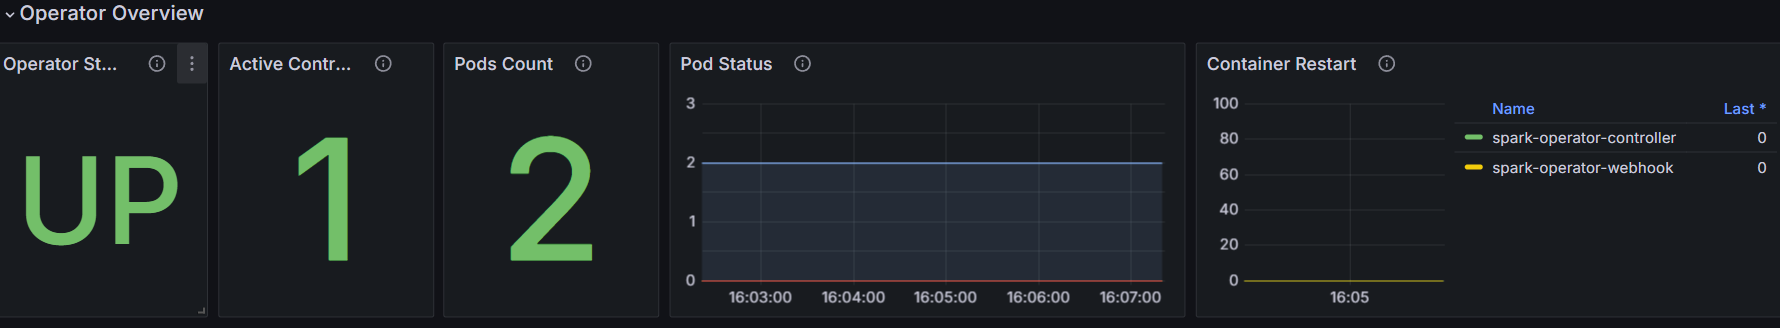 Operator Overview
Operator St...
UP
Active Contr...
1
Pods Count
2
Pod Status
3
2
1
0
16:03:00 16:04:00 16:05:00 16:06:00 16:07:00
Container Restart
100
80
60
40
20
0
16:05
Name Last *
spark-operator-controller 0
spark-operator-webhook 0